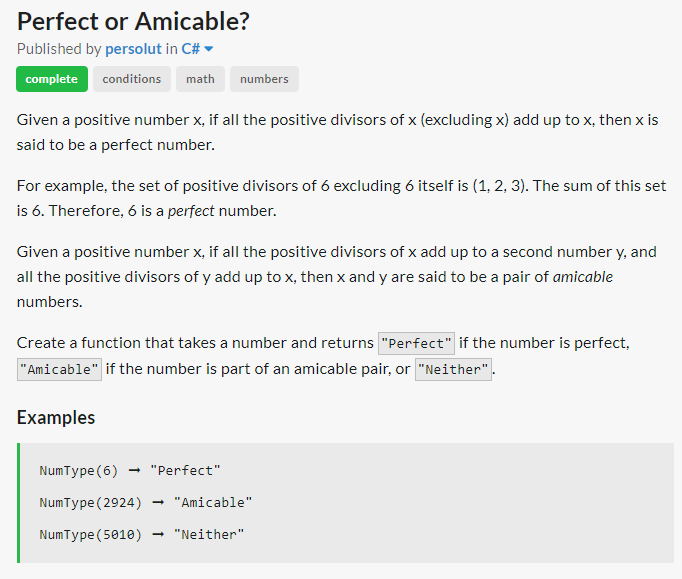 Perfect or Amicable?
Published by persolut in C#
complete conditions math numbers
Given a positive number x, if all the positive divisors of x (excluding x) add up to x, then x is
said to be a perfect number.
For example, the set of positive divisors of 6 excluding 6 itself is (1, 2, 3). The sum of this set
is 6. Therefore, 6 is a perfect number.
Given a positive number x, if all the positive divisors of x add up to a second number y, and
all the positive divisors of y add up to x, then x and y are said to be a pair of amicable
numbers.
Create a function that takes a number and returns "Perfect" if the number is perfect,
"Amicable" if the number is part of an amicable pair, or "Neither".
Examples
NumType(6) ➞ "Perfect"
NumType(2924) ➞ "Amicable"
NumType(5010) ➞ "Neither"